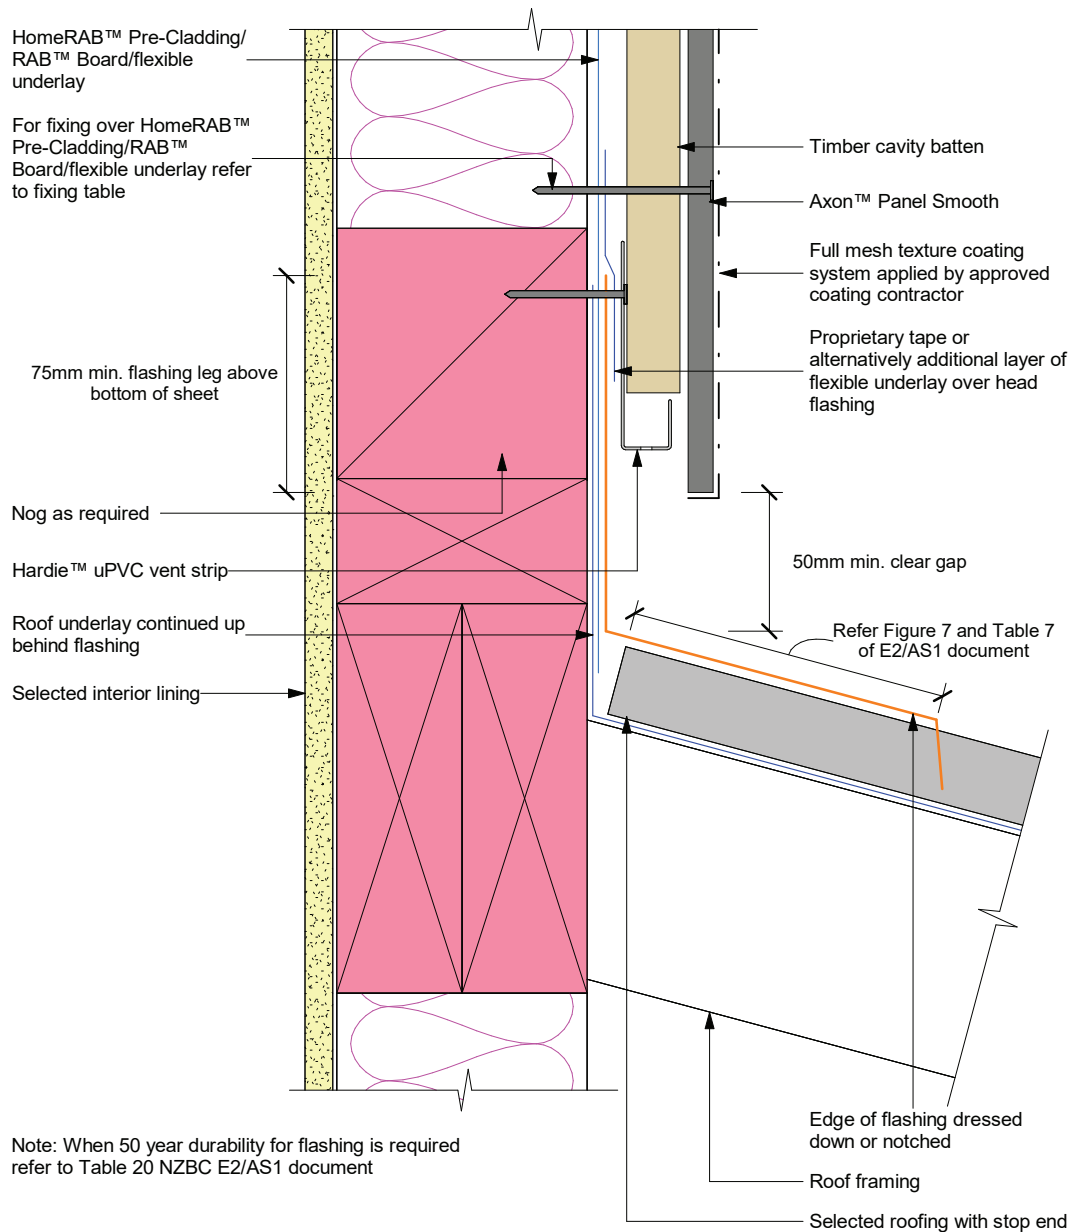 HomeRAB™ Pre-Cladding/
RAB™ Board/flexible
underlay
For fixing over HomeRAB™
Pre-Cladding/RAB™
Board/flexible underlay refer
to fixing table
75mm min. flashing leg above
bottom of sheet
Nog as required
Hardie™ uPVC vent strip
Roof underlay continued up
behind flashing
Selected interior lining
Timber cavity batten
Axon™ Panel Smooth
Full mesh texture coating
system applied by approved
coating contractor
Proprietary tape or
alternatively additional layer of
flexible underlay over head
flashing
50mm min. clear gap
Refer Figure 7 and Table 7
of E2/AS1 document
Edge of flashing dressed
down or notched
Roof framing
Selected roofing with stop end
Note: When 50 year durability for flashing is required
refer to Table 20 NZBC E2/AS1 document